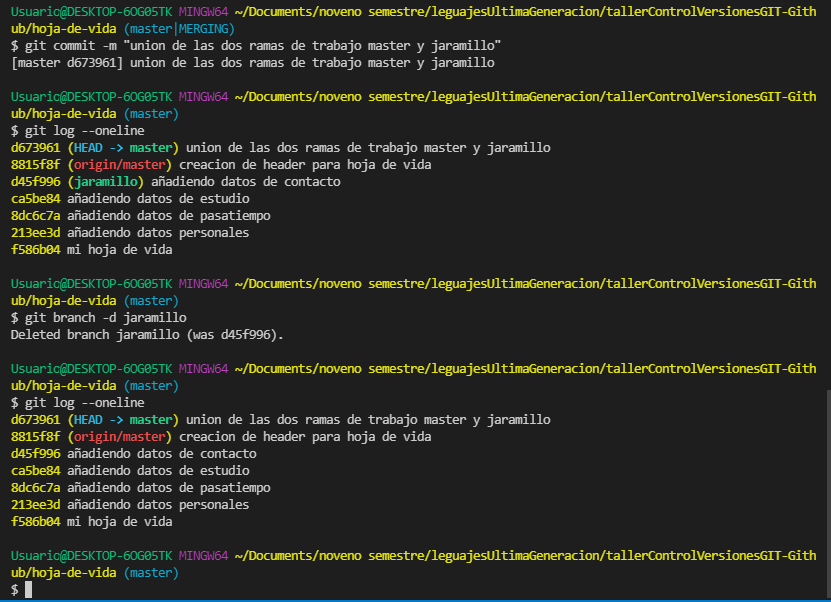 Usuario@DESKTOP-6OG05TK MINGW64 ~/Documents/noveno semestre/leguajesUltimaGeneracion/tallerControlVersionesGIT-Gith
ub/hoja-de-vida (master|MERGING)
$ git commit -m "union de las dos ramas de trabajo master y jaramillo"
[master d673961] union de las dos ramas de trabajo master y jaramillo
Usuario@DESKTOP-6OG05TK MINGW64 ~/Documents/noveno semestre/leguajesUltimaGeneracion/tallerControlVersionesGIT-Gith
ub/hoja-de-vida (master)
$ git log --oneline
d673961 (HEAD -> master) union de las dos ramas de trabajo master y jaramillo
8815f8f (origin/master) creacion de header para hoja de vida
d45f996 (jaramillo) añadiendo datos de contacto
ca5be84 añadiendo datos de estudio
8dc6c7a añadiendo datos de pasatiempo
213ee3d añadiendo datos personales
f586b04 mi hoja de vida
Usuario@DESKTOP-6OG05TK MINGW64 ~/Documents/noveno semestre/leguajesUltimaGeneracion/tallerControlVersionesGIT-Gith
ub/hoja-de-vida (master)
$ git branch -d jaramillo
Deleted branch jaramillo (was d45f996).
Usuario@DESKTOP-6OG05TK MINGW64 ~/Documents/noveno semestre/leguajesUltimaGeneracion/tallerControlVersionesGIT-Gith
ub/hoja-de-vida (master)
$ git log --oneline
d673961 (HEAD -> master) union de las dos ramas de trabajo master y jaramillo
8815f8f (origin/master) creacion de header para hoja de vida
d45f996 añadiendo datos de contacto
ca5be84 añadiendo datos de estudio
8dc6c7a añadiendo datos de pasatiempo
213ee3d añadiendo datos personales
f586b04 mi hoja de vida
Usuario@DESKTOP-6OG05TK MINGW64 ~/Documents/noveno semestre/leguajesUltimaGeneracion/tallerControlVersionesGIT-Gith
ub/hoja-de-vida (master)
$